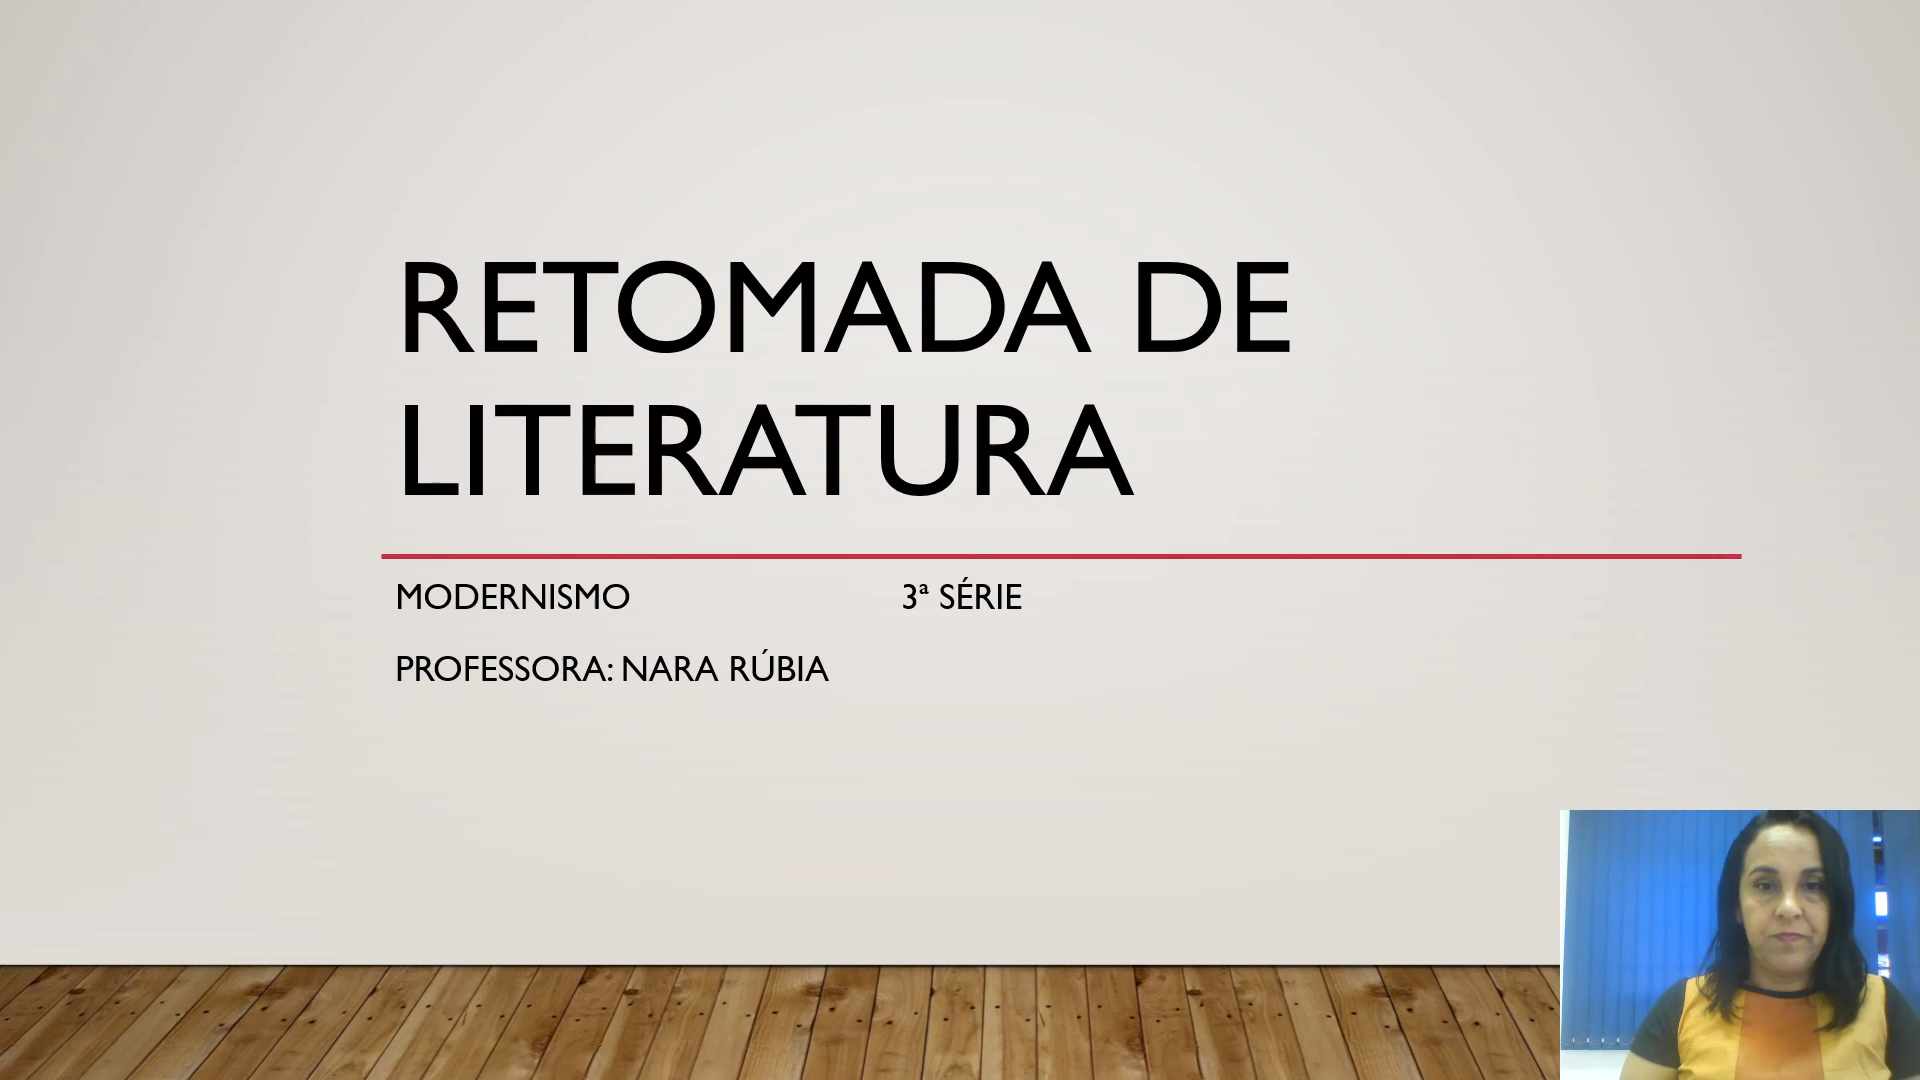 RETOMADA DE
LITERATURA
MODERNISMO 3ª SÉRIE
PROFESSORA: NARA RÚBIA